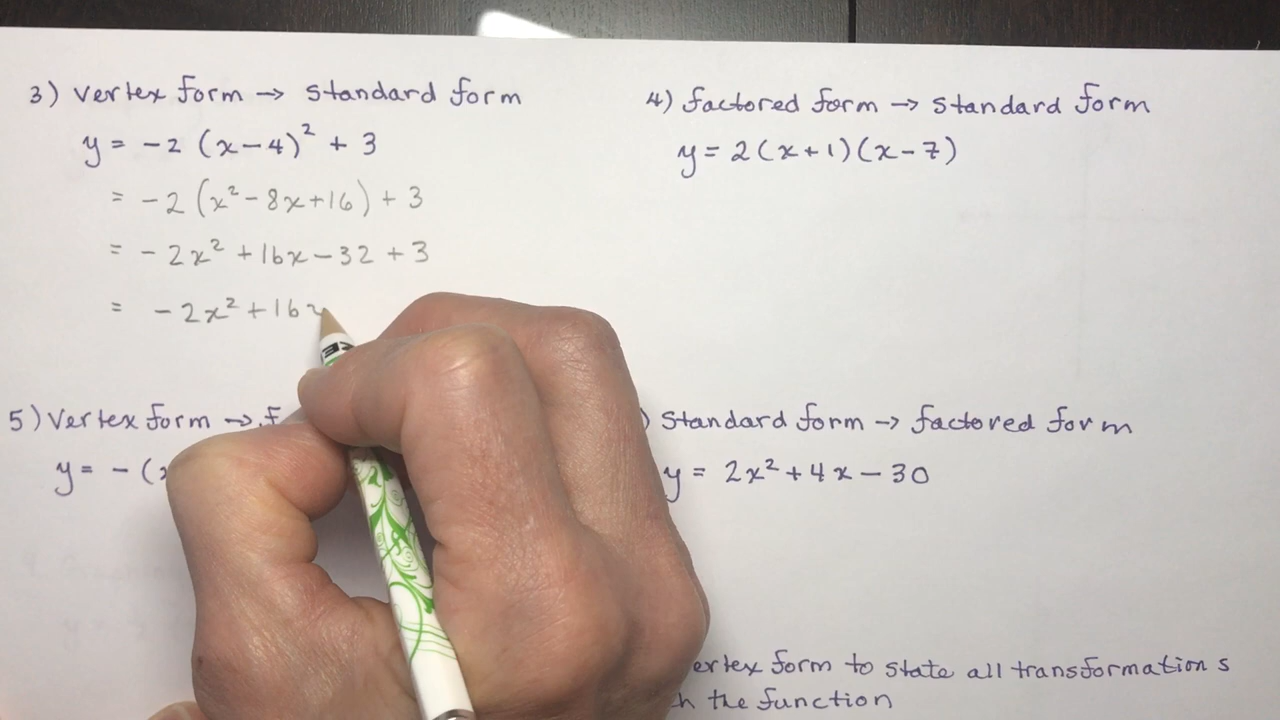 3) Vertex form → standard form
y = -2 (x-4)² + 3
= -2 (x² - 8x + 16) + 3
= -2x² + 16x - 32 + 3
= -2x² + 16x
4) factored form → standard form
y = 2(x+1)(x-7)
5) Vertex form → f
y = - (
) Standard form → factored form
y = 2x² + 4x - 30
ertex form to state all transformations
the function